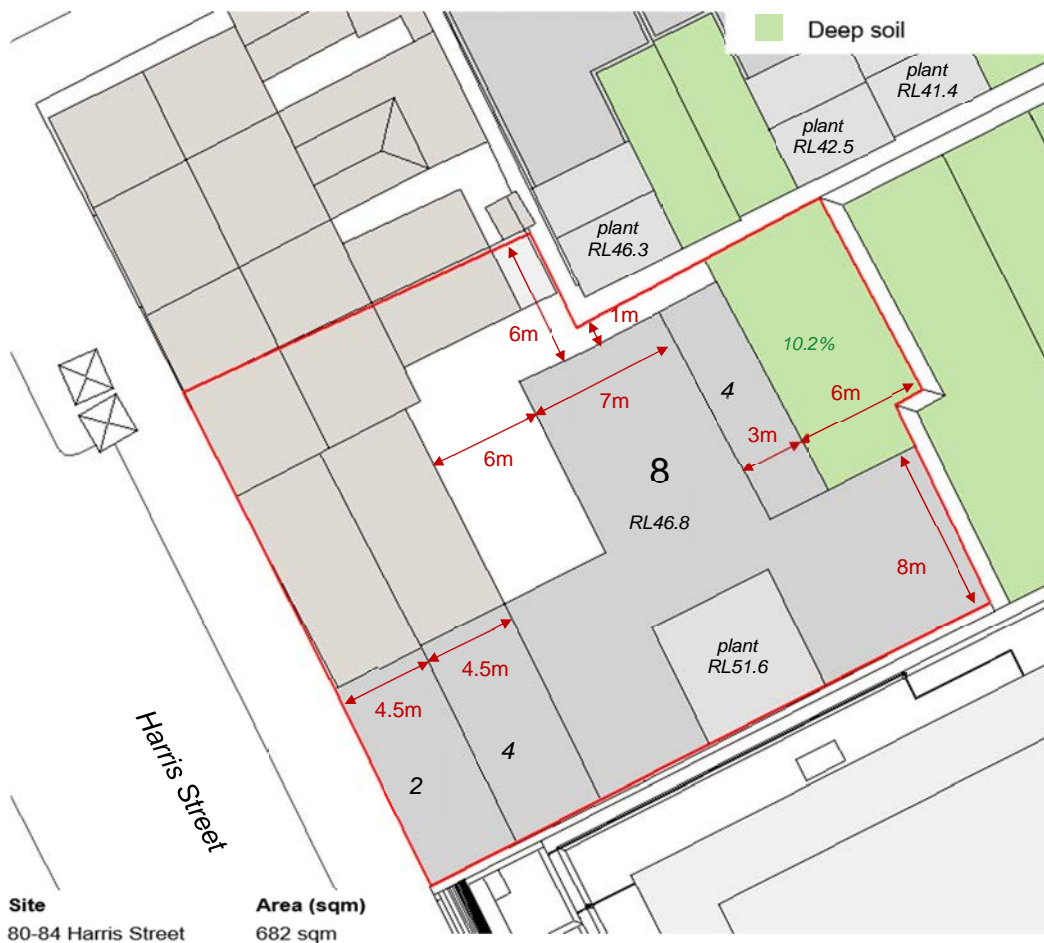 Deep soil
plant
RL41.4
plant
RL42.5
plant
RL46.3
1m
6m
10.2%
7m
4
6m
3m
6m
8
RL46.8
8m
plant
RL51.6
4.5m
4.5m
4
2
Harris Street
Site
Area (sqm)
80-84 Harris Street
682 sqm